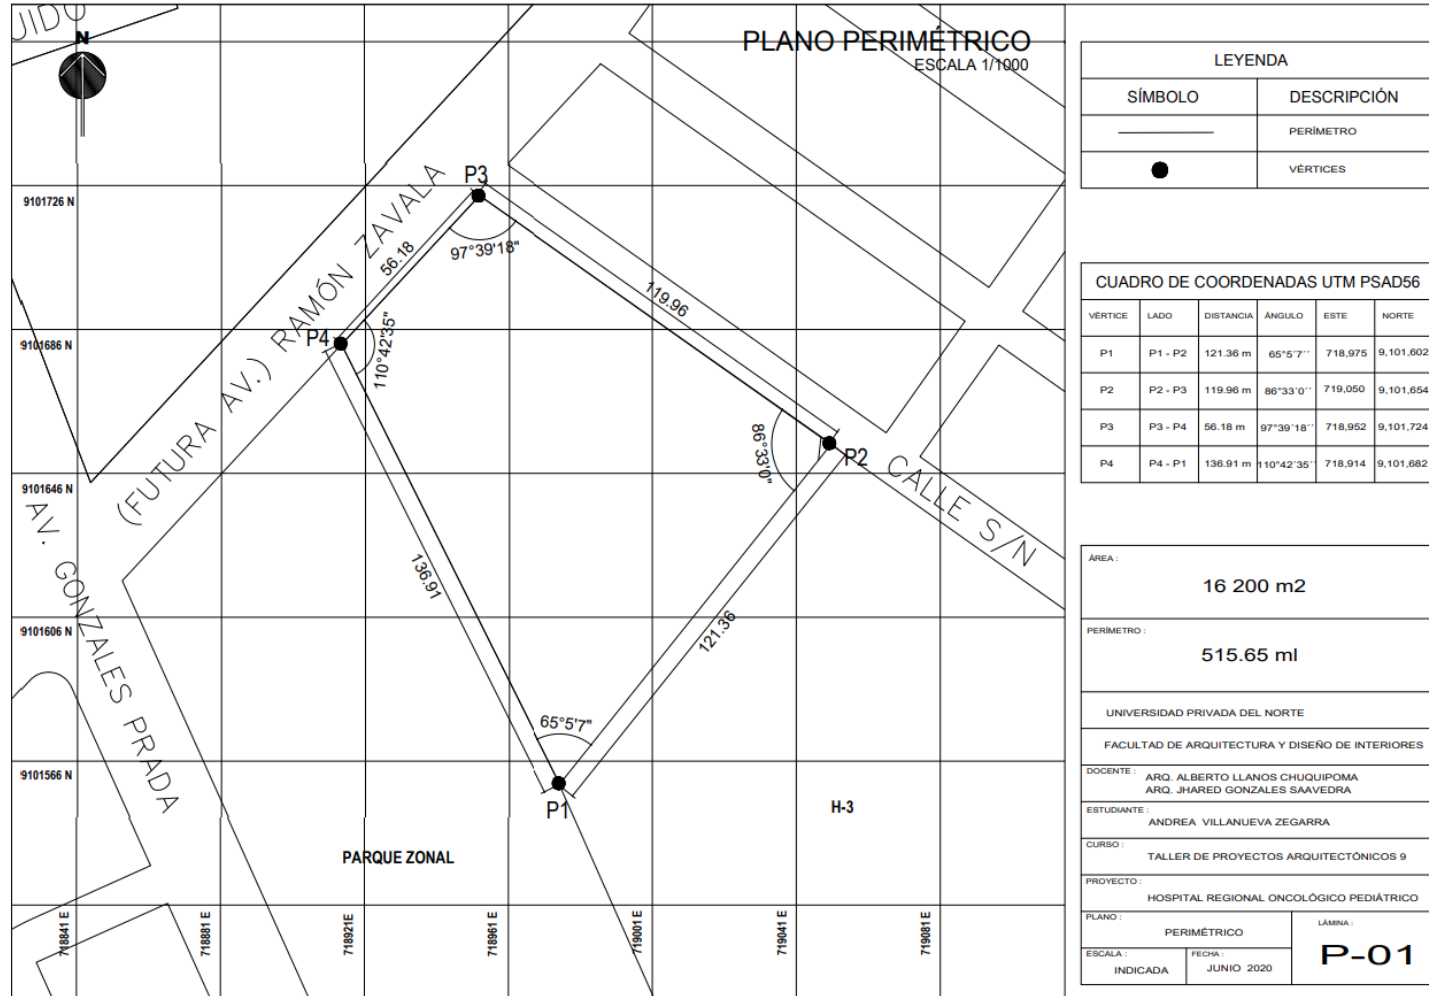 JIDO
N
PLANO PERIMÉTRICO
ESCALA 1/1000
9101726 N
9101686 N
9101646 N
9101606 N
9101566 N
718841 E
718881 E
718921E
718961 E
719001 E
719041 E
719081 E
P3
97°39'18"
56.18
119.96
P4
110°42'35"
(FUTURA AV.) RAMÓN ZAVALA
86°33'0"
P2
CALLE S/N
AV. GONZALES PRADA
136.91
121.36
65°5'7"
P1
H-3
PARQUE ZONAL
LEYENDA
SÍMBOLO DESCRIPCIÓN
PERÍMETRO
VÉRTICES
CUADRO DE COORDENADAS UTM PSAD56
VÉRTICE LADO DISTANCIA ÁNGULO ESTE NORTE
P1 P1 - P2 121.36 m 65°5'7'' 718,975 9,101,602
P2 P2 - P3 119.96 m 86°33'0'' 719,050 9,101,654
P3 P3 - P4 56.18 m 97°39'18'' 718,952 9,101,724
P4 P4 - P1 136.91 m 110°42'35'' 718,914 9,101,682
ÁREA :
16 200 m2
PERÍMETRO :
515.65 ml
UNIVERSIDAD PRIVADA DEL NORTE
FACULTAD DE ARQUITECTURA Y DISEÑO DE INTERIORES
DOCENTE :
ARQ. ALBERTO LLANOS CHUQUIPOMA
ARQ. JHARED GONZALES SAAVEDRA
ESTUDIANTE :
ANDREA VILLANUEVA ZEGARRA
CURSO :
TALLER DE PROYECTOS ARQUITECTÓNICOS 9
PROYECTO :
HOSPITAL REGIONAL ONCOLÓGICO PEDIÁTRICO
PLANO :
PERIMÉTRICO
LÁMINA :
P-01
ESCALA :
INDICADA
FECHA :
JUNIO 2020